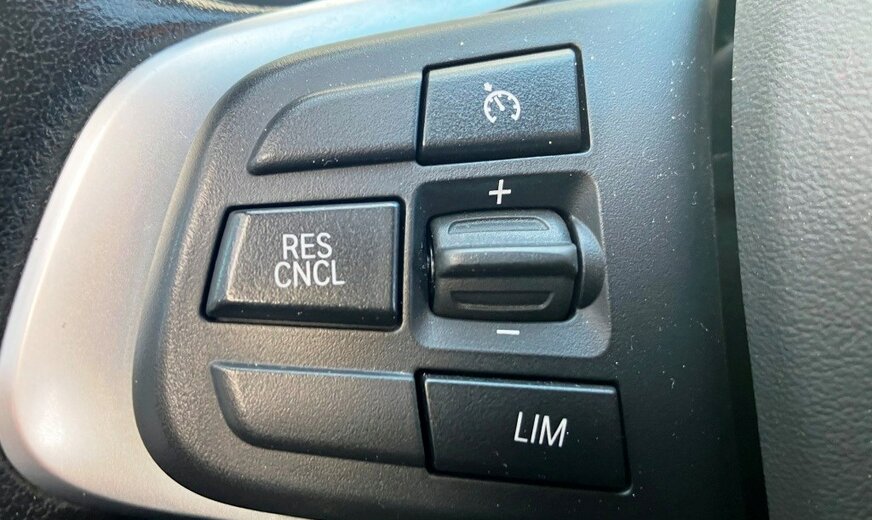 +
RES
CNCL
−
LIM